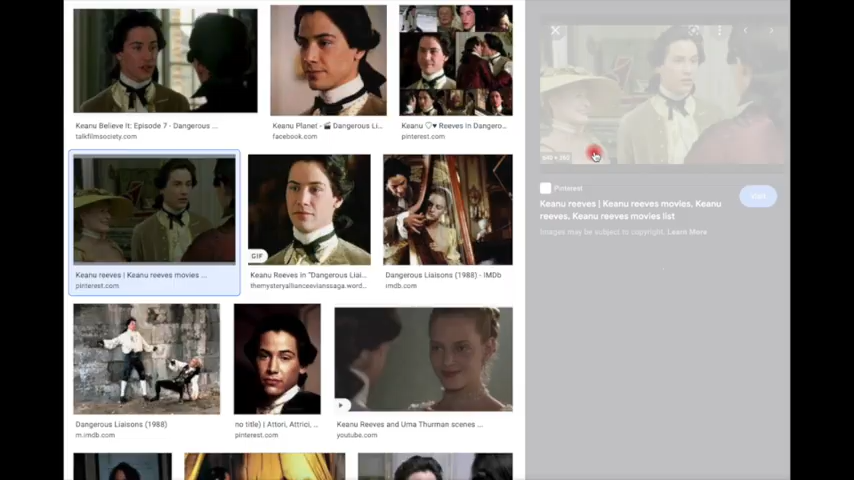 Keanu Believe It; Episode 7 - Dangerous ...
talkfilmsociety.com
Keanu Planet - 🎬 Dangerous Li...
facebook.com
Keanu ♡♥ Reeves in Dangero...
pinterest.com
Keanu reeves | Keanu reeves movies ...
pinterest.com
GIF
Keanu Reeves in "Dangerous Liai...
themysteryallianceevianssaga.word...
Dangerous Liaisons (1988) - IMDb
imdb.com
Dangerous Liaisons (1988)
m.imdb.com
no title) | Attori, Attrici, ...
pinterest.com
Keanu Reeves and Uma Thurman scenes ...
youtube.com
Pinterest
Keanu reeves | Keanu reeves movies, Keanu
reeves, Keanu reeves movies list
Visit
Images may be subject to copyright. Learn More